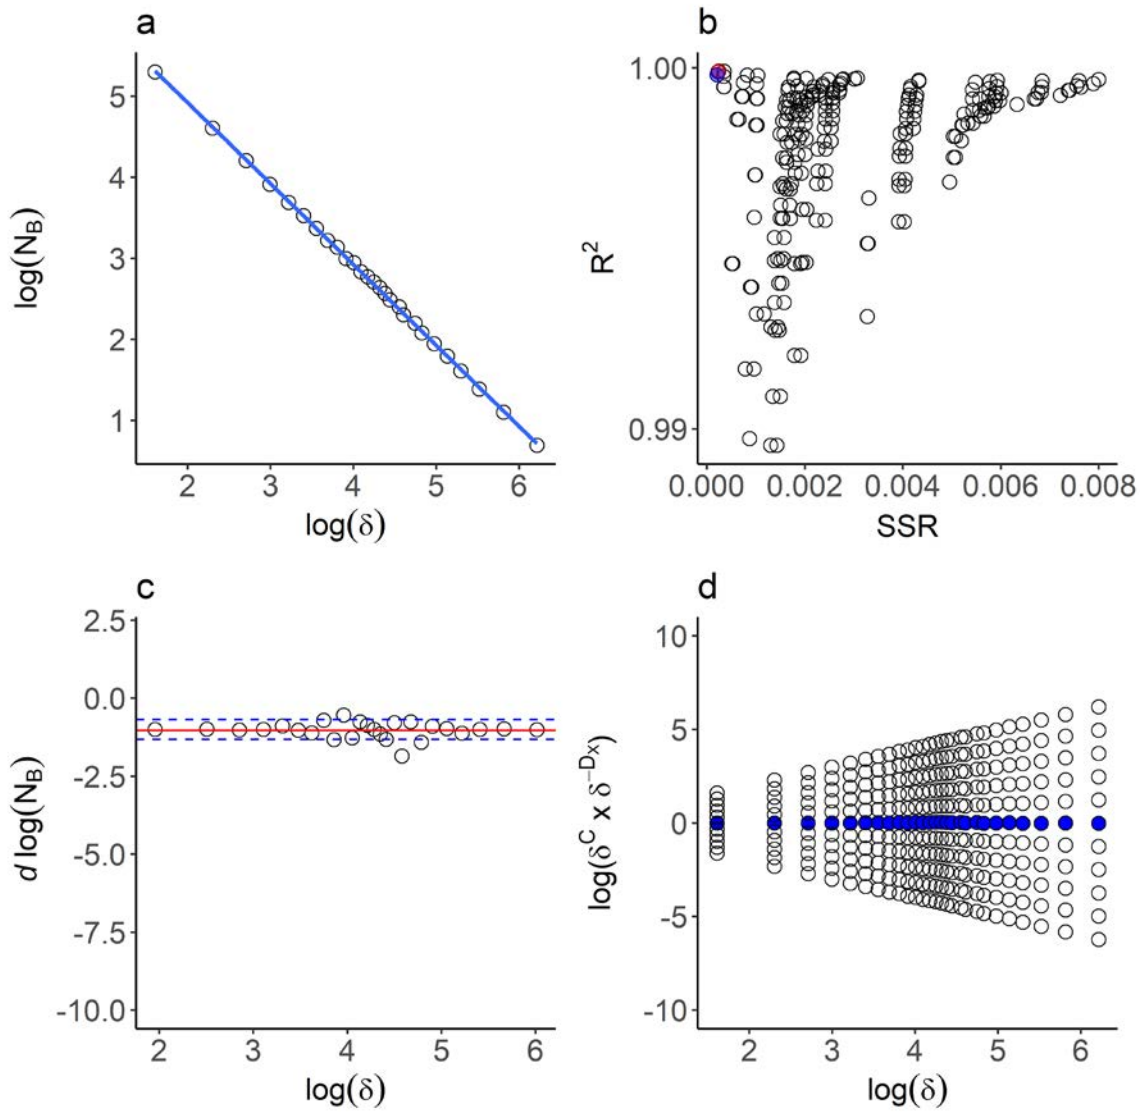 a
5
4
3
2
1
log(N_B)
2 3 4 5 6
log(δ)
b
1.00
0.99
R²
0.000 0.002 0.004 0.006 0.008
SSR
c
2.5
0.0
-2.5
-5.0
-7.5
-10.0
d log(N_B)
2 3 4 5 6
log(δ)
d
10
5
0
-5
-10
log(δ^C x δ^-D_X)
2 3 4 5 6
log(δ)